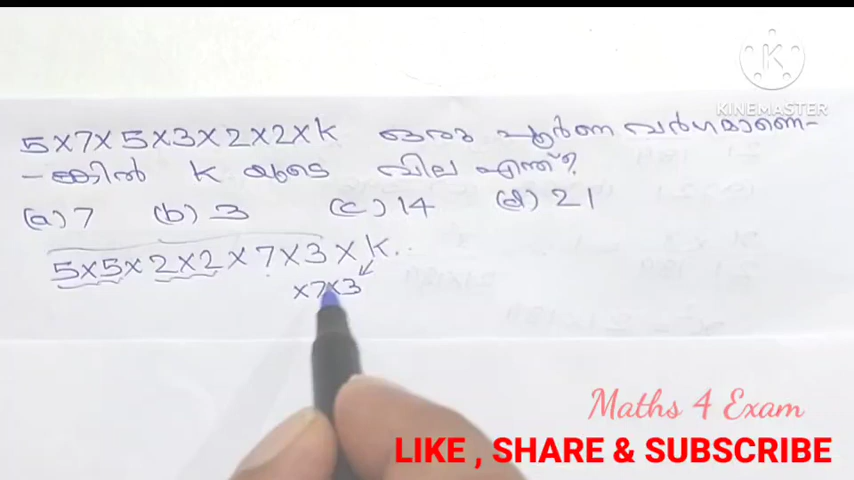 5×7×5×3×2×2×k ഒരു പൂർണ വർഗമാണെ-
-ങ്കിൽ k യുടെ വില എന്ത്?
(a) 7 (b) 3 (c) 14 (d) 21
5×5×2×2×7×3×k..
×7×3
KINEMASTER
Maths 4 Exam
LIKE , SHARE & SUBSCRIBE